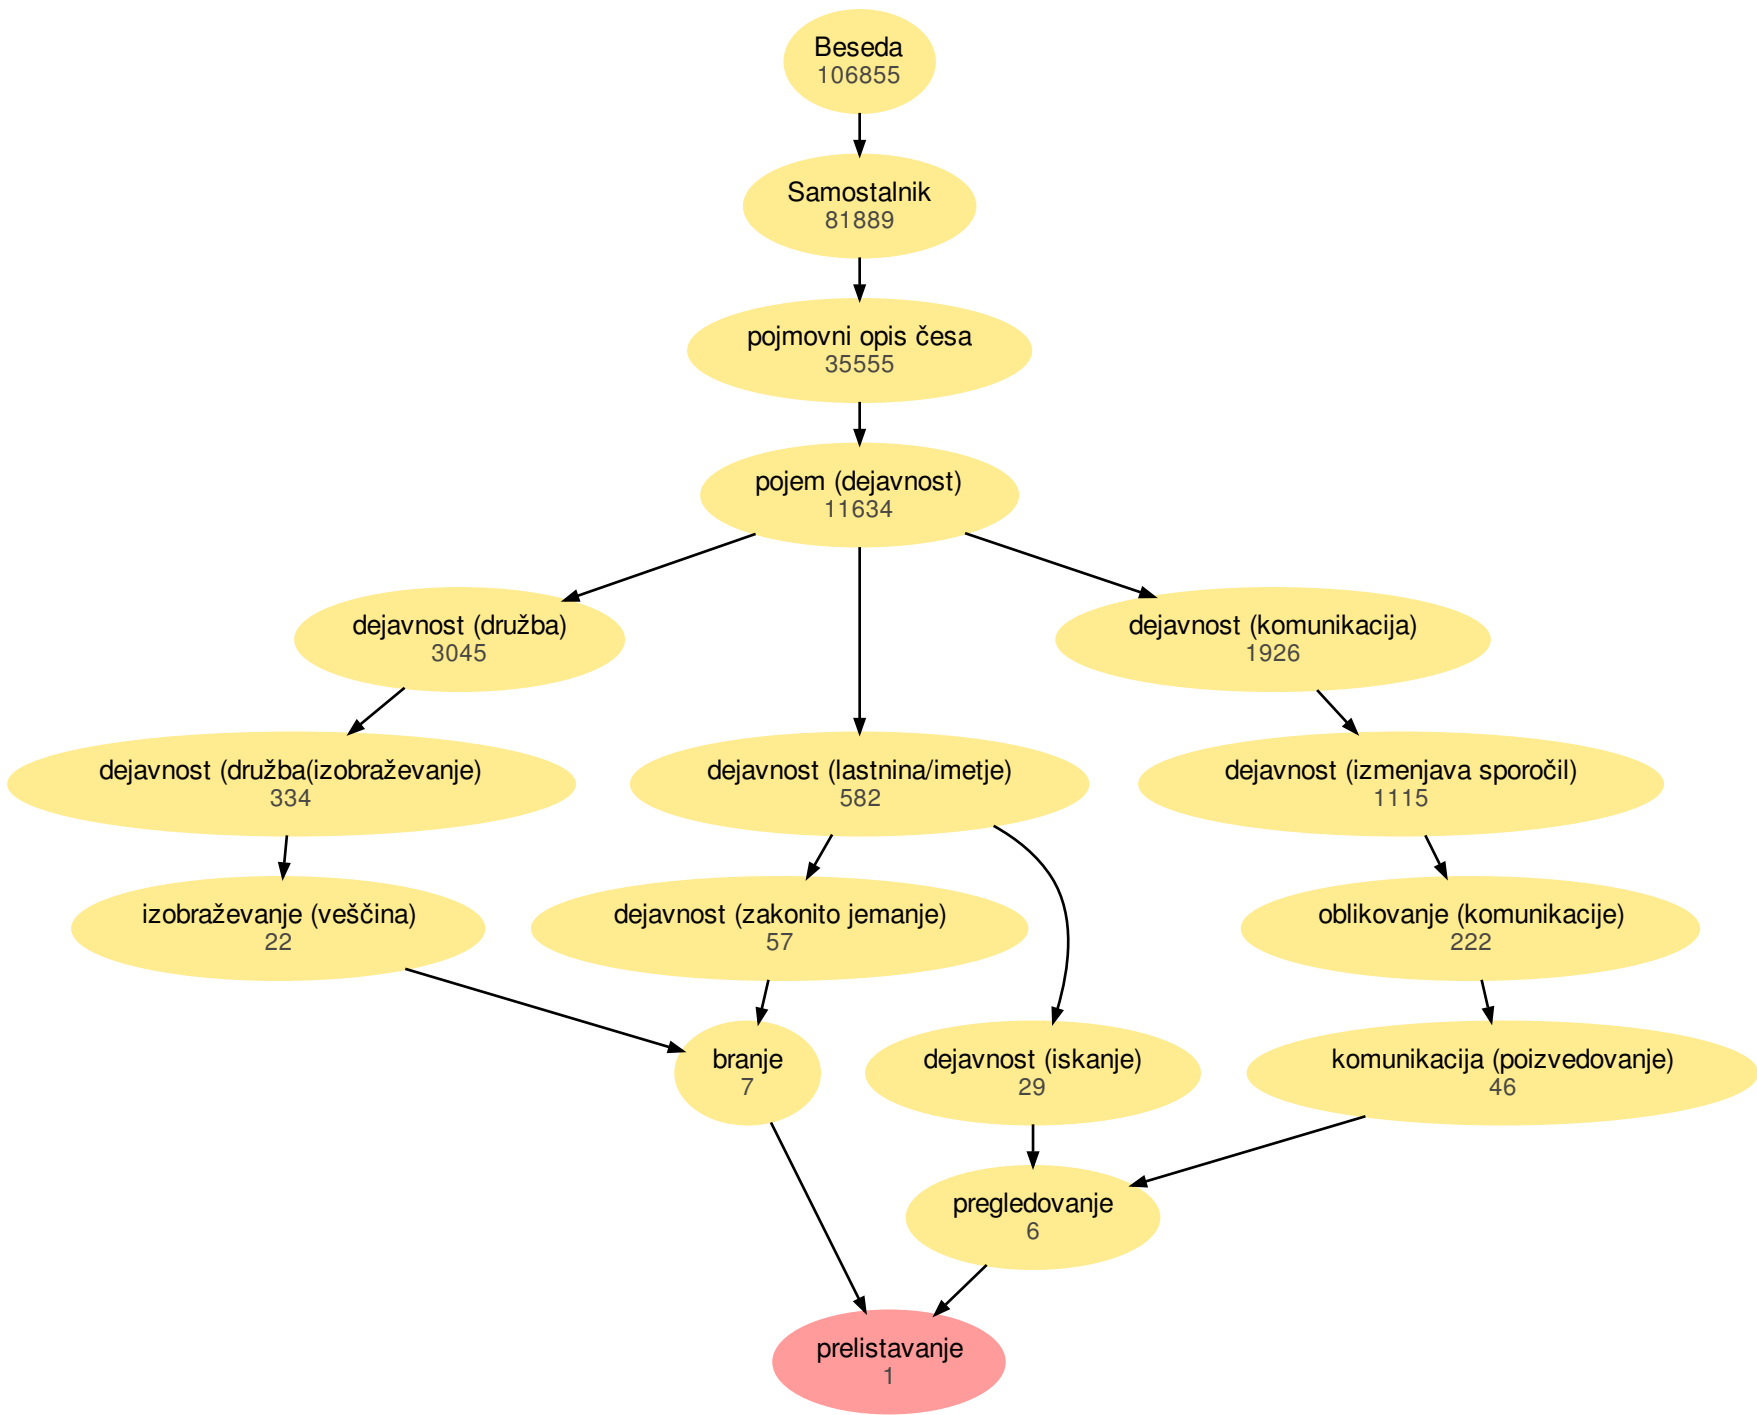 Beseda
106855
Samostalnik
81889
pojmovni opis česa
35555
pojem (dejavnost)
11634
dejavnost (družba)
3045
dejavnost (komunikacija)
1926
dejavnost (družba(izobraževanje)
334
dejavnost (lastnina/imetje)
582
dejavnost (izmenjava sporočil)
1115
izobraževanje (veščina)
22
dejavnost (zakonito jemanje)
57
oblikovanje (komunikacije)
222
branje
7
dejavnost (iskanje)
29
komunikacija (poizvedovanje)
46
pregledovanje
6
prelistavanje
1